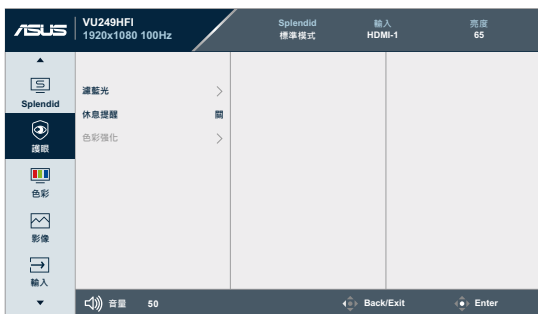 ASUS
VU249HFI
1920x1080 100Hz
Splendid
標準模式
輸入
HDMI-1
亮度
65
Splendid
護眼
色彩
影像
輸入
濾藍光
休息提醒 關
色彩強化
音量 50
Back/Exit
Enter